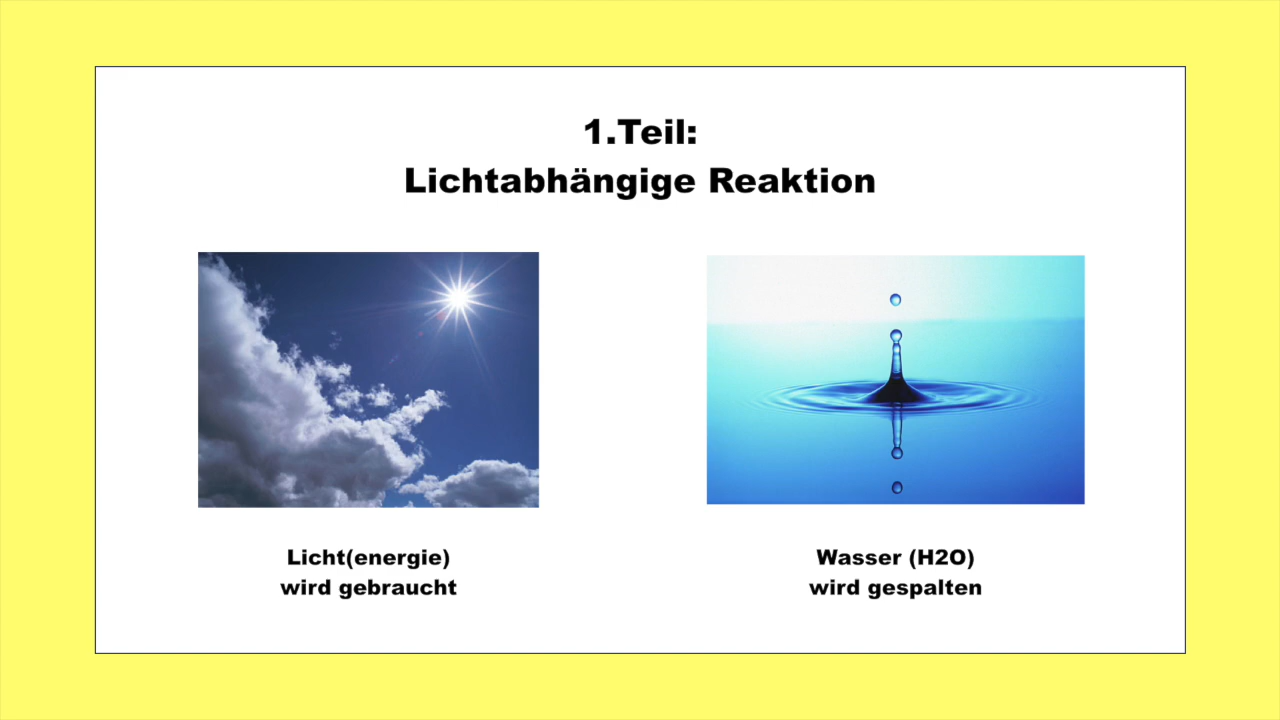 1.Teil:
Lichtabhängige Reaktion
Licht(energie)
wird gebraucht
Wasser (H2O)
wird gespalten